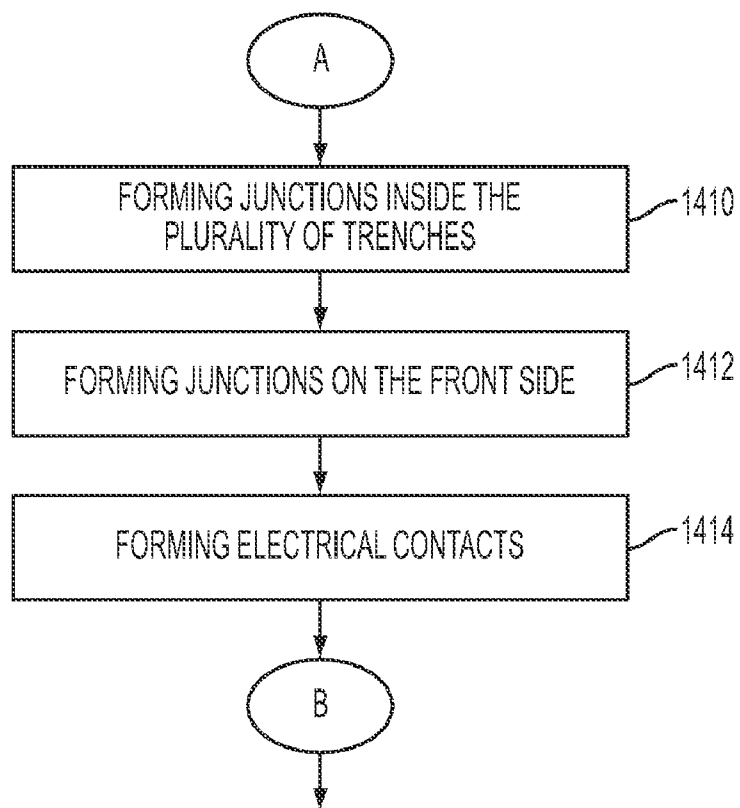 A
FORMING JUNCTIONS INSIDE THE
PLURALITY OF TRENCHES
1410
FORMING JUNCTIONS ON THE FRONT SIDE
1412
FORMING ELECTRICAL CONTACTS
1414
B